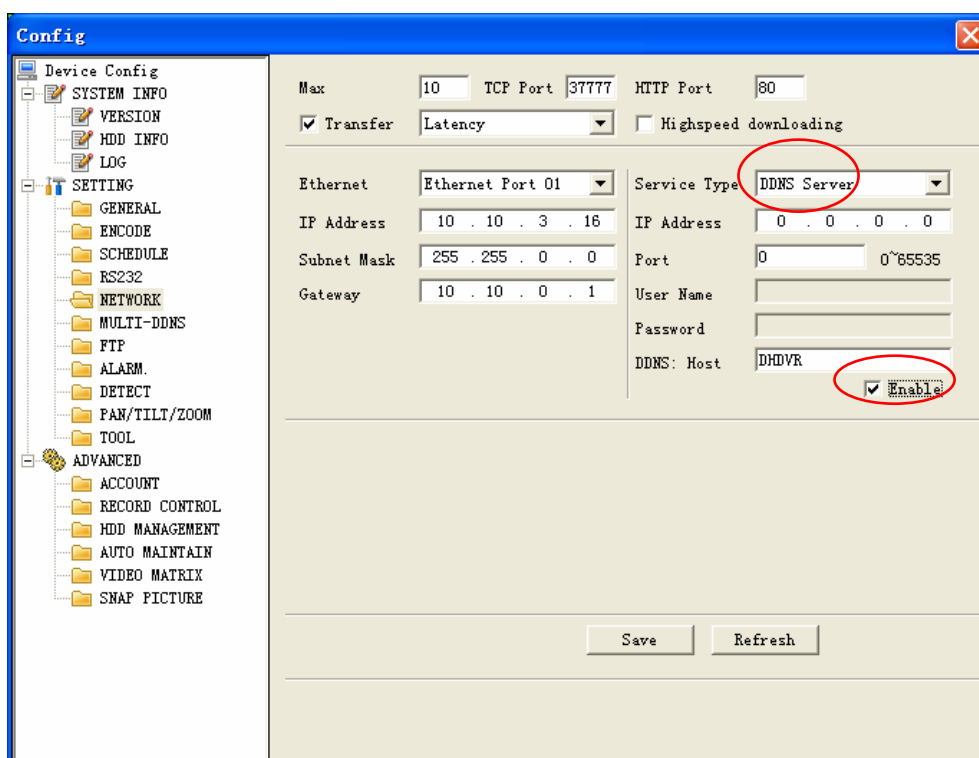 Config
Device Config
SYSTEM INFO
VERSION
HDD INFO
LOG
SETTING
GENERAL
ENCODE
SCHEDULE
RS232
NETWORK
MULTI-DDNS
FTP
ALARM.
DETECT
PAN/TILT/ZOOM
TOOL
ADVANCED
ACCOUNT
RECORD CONTROL
HDD MANAGEMENT
AUTO MAINTAIN
VIDEO MATRIX
SNAP PICTURE
Max 10 TCP Port 37777 HTTP Port 80
Transfer Latency Highspeed downloading
Ethernet Ethernet Port 01
IP Address 10 . 10 . 3 . 16
Subnet Mask 255 . 255 . 0 . 0
Gateway 10 . 10 . 0 . 1
Service Type DDNS Server
IP Address 0 . 0 . 0 . 0
Port 0 0~65535
User Name
Password
DDNS: Host DHDVR
Enable
Save Refresh